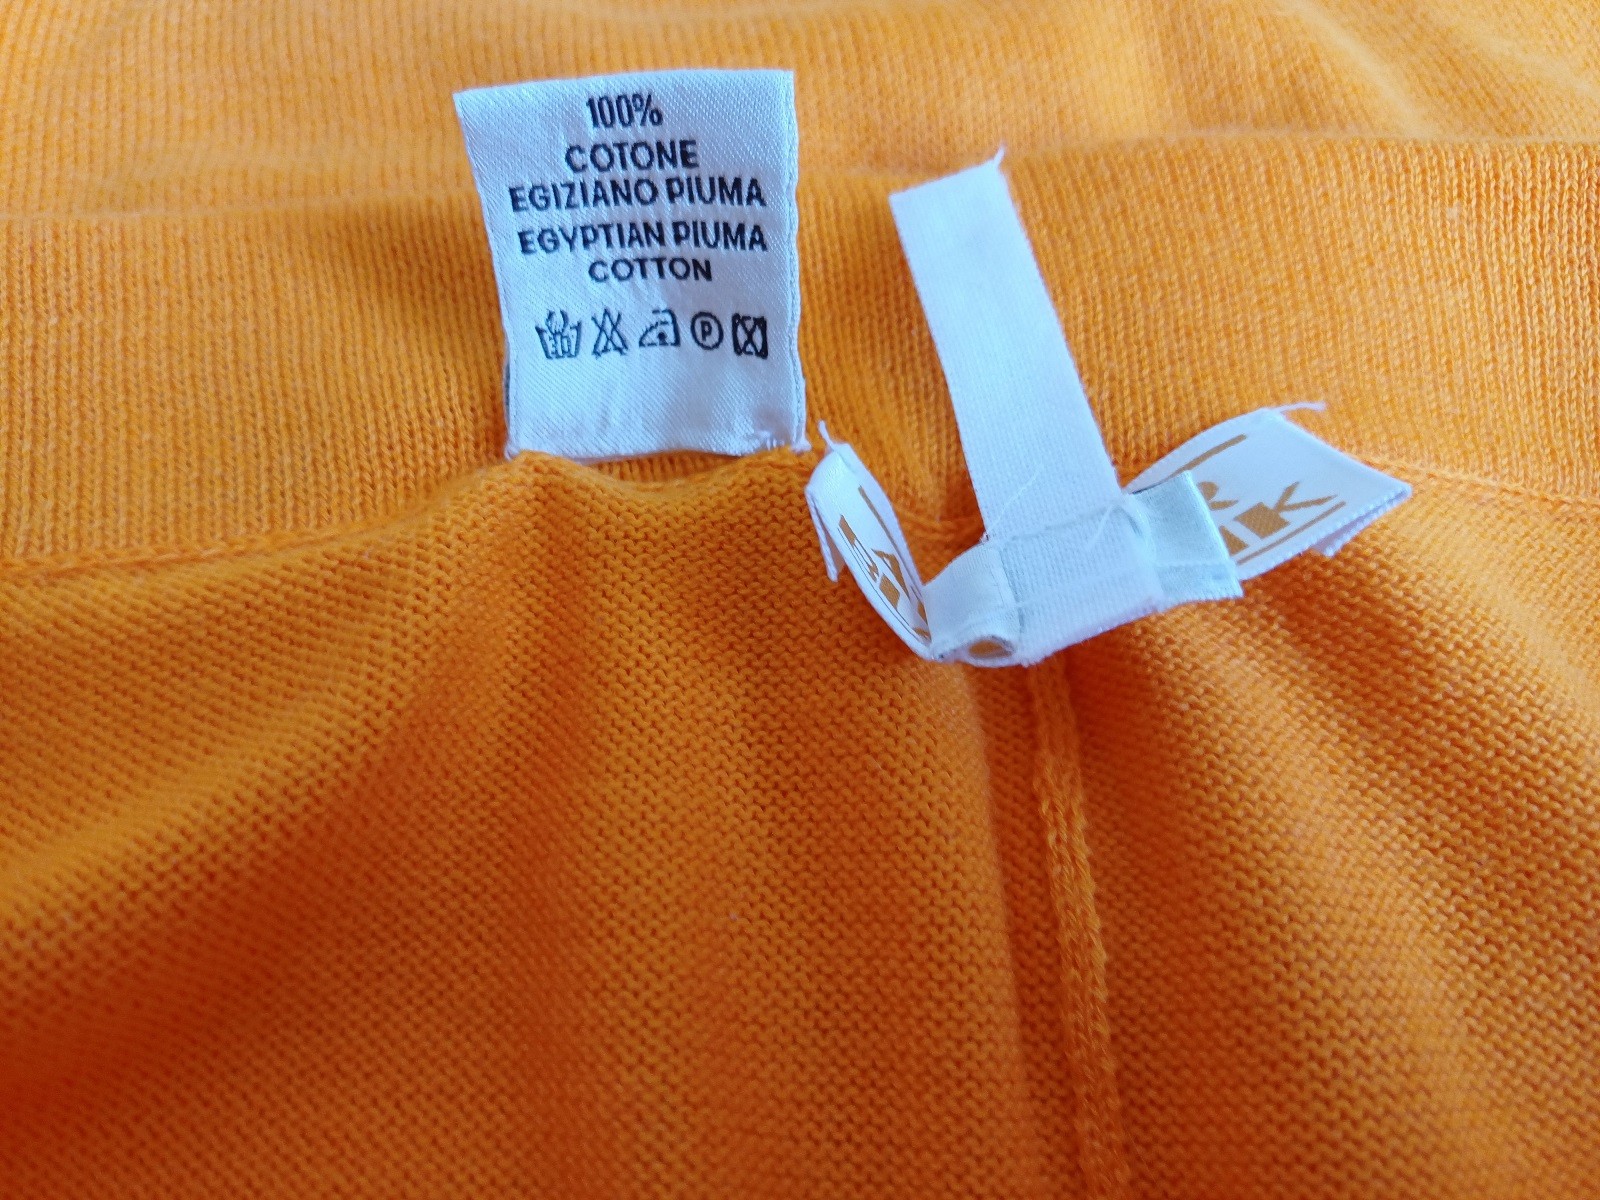 100%
COTONE
EGIZIANO PIUMA
EGYPTIAN PIUMA
COTTON
P